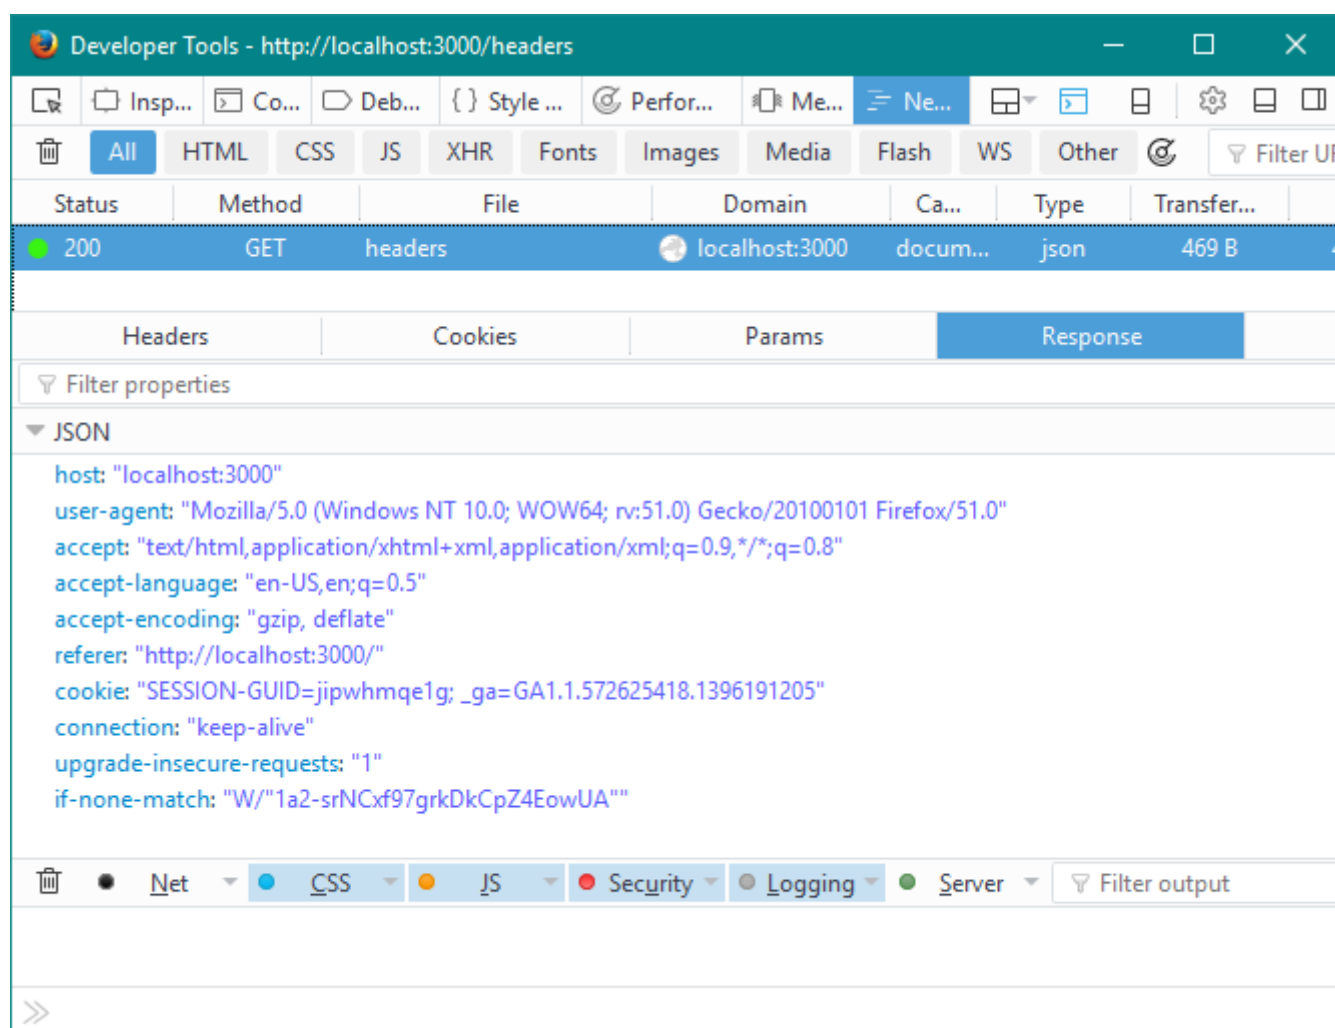 Developer Tools - http://localhost:3000/headers
Insp... Co... Deb... { } Style ... Perfor... Me... Ne...
All HTML CSS JS XHR Fonts Images Media Flash WS Other Filter UR
Status Method File Domain Ca... Type Transfer...
200 GET headers localhost:3000 docum... json 469 B
Headers Cookies Params Response
Filter properties
JSON
host: "localhost:3000"
user-agent: "Mozilla/5.0 (Windows NT 10.0; WOW64; rv:51.0) Gecko/20100101 Firefox/51.0"
accept: "text/html,application/xhtml+xml,application/xml;q=0.9,*/*;q=0.8"
accept-language: "en-US,en;q=0.5"
accept-encoding: "gzip, deflate"
referer: "http://localhost:3000/"
cookie: "SESSION-GUID=jipwhmqe1g; _ga=GA1.1.572625418.1396191205"
connection: "keep-alive"
upgrade-insecure-requests: "1"
if-none-match: "W/"1a2-srNCxf97grkDkCpZ4EowUA""
Net CSS JS Security Logging Server Filter output